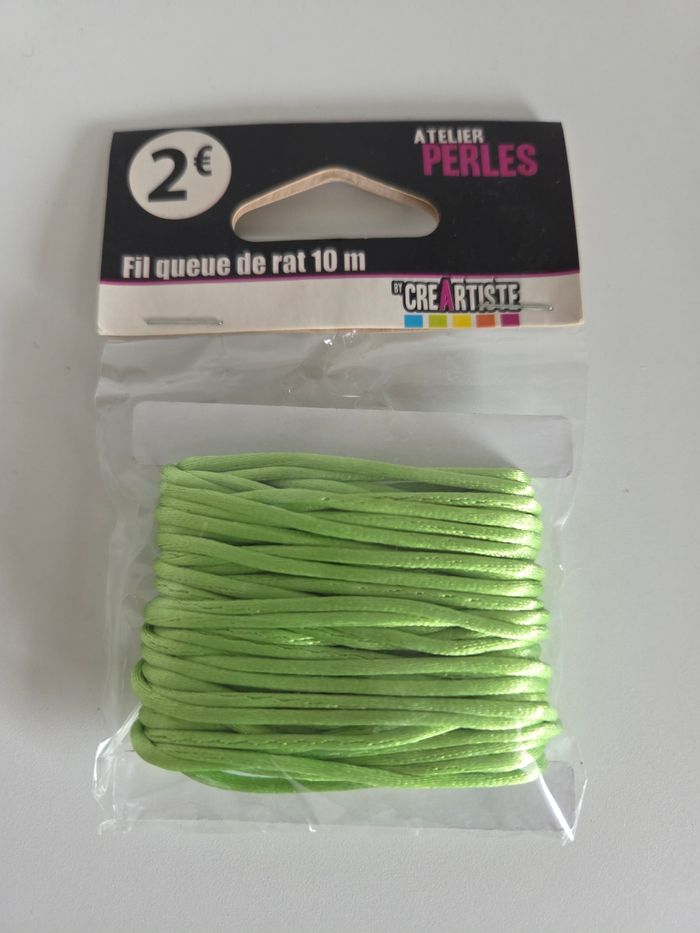 2€
ATELIER
PERLES
Fil queue de rat 10 m
BY CREARTISTE